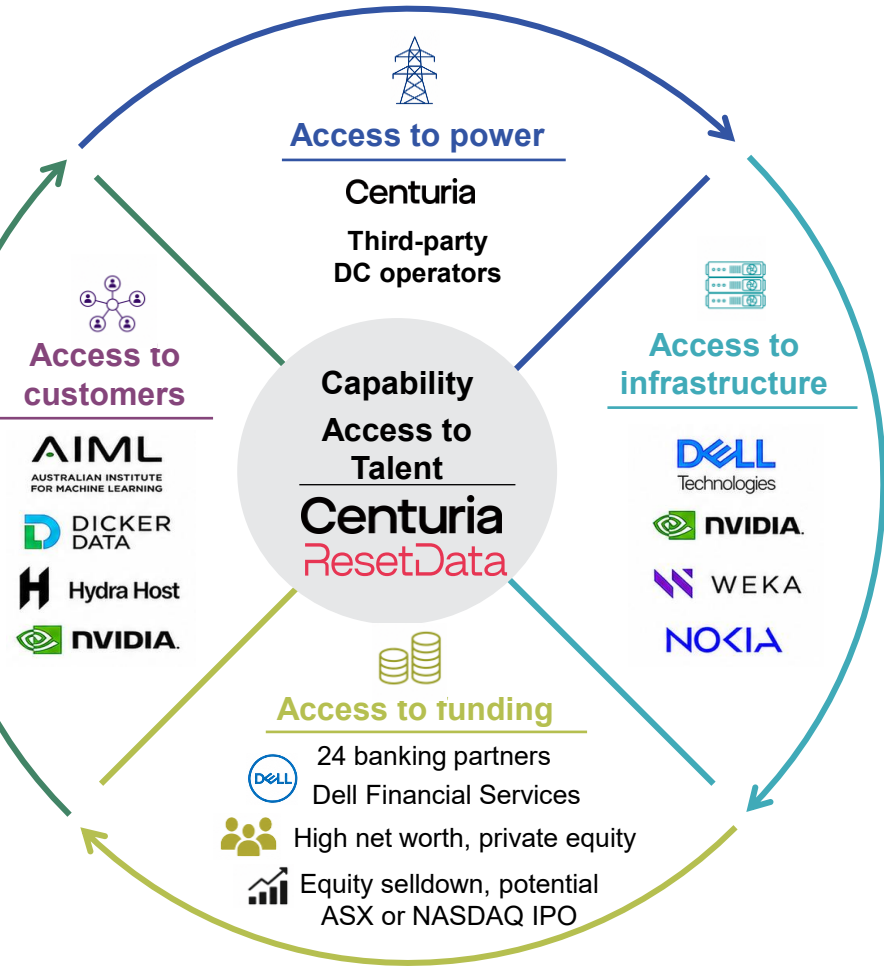 Access to power
Centuria
Third-party
DC operators
Access to
customers
AIML
AUSTRALIAN INSTITUTE
FOR MACHINE LEARNING
DICKER
DATA
Hydra Host
NVIDIA.
Capability
Access to
Talent
Centuria
ResetData
Access to
infrastructure
DELL
Technologies
NVIDIA.
WEKA
NOKIA
Access to funding
24 banking partners
DELL
Dell Financial Services
High net worth, private equity
Equity selldown, potential
ASX or NASDAQ IPO